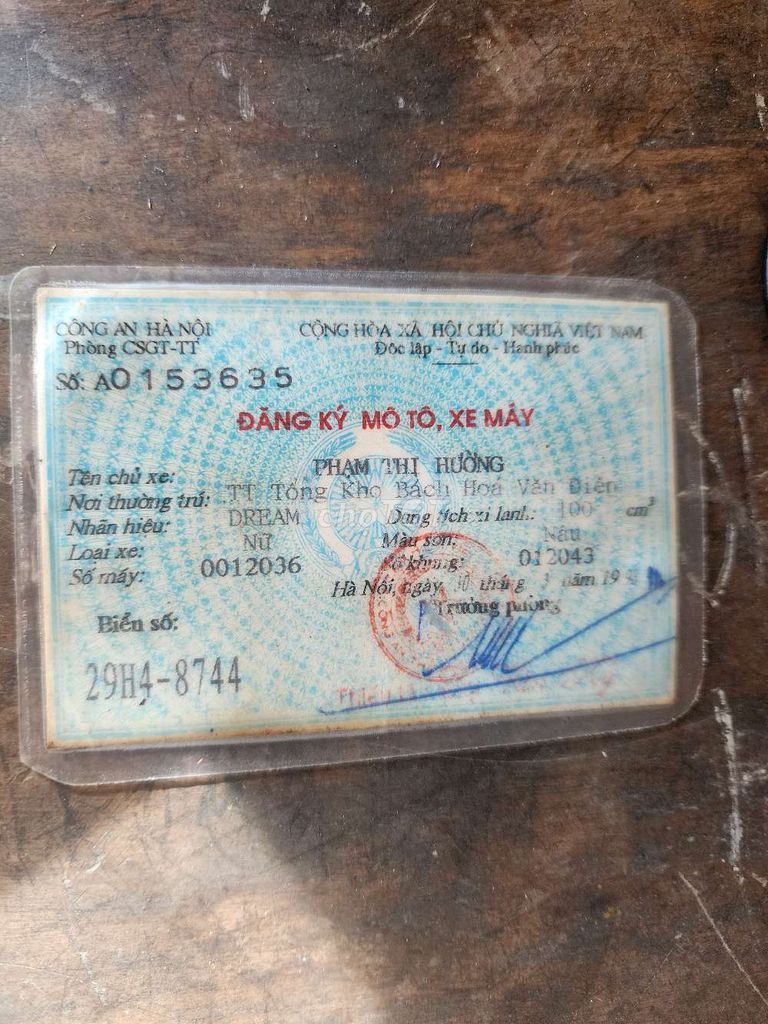 CÔNG AN HÀ NỘI
Phòng CSGT-TT
CỘNG HÒA XÃ HỘI CHỦ NGHĨA VIỆT NAM
Độc lập - Tự do - Hạnh phúc
Số: A0153635
ĐĂNG KÝ MÔ TÔ, XE MÁY
Tên chủ xe: PHẠM THỊ HƯỜNG
Nơi thường trú: TT Tổng Kho Bách Hoá Văn Điển
Nhãn hiệu: DREAM Dung tích xi lanh: 100 cm³
Loại xe: Nữ Màu sơn: Nâu
Số máy: 0012036 Số khung: 012043
Hà Nội, ngày tháng năm 19
Trưởng phòng
Biển số:
29H4-8744